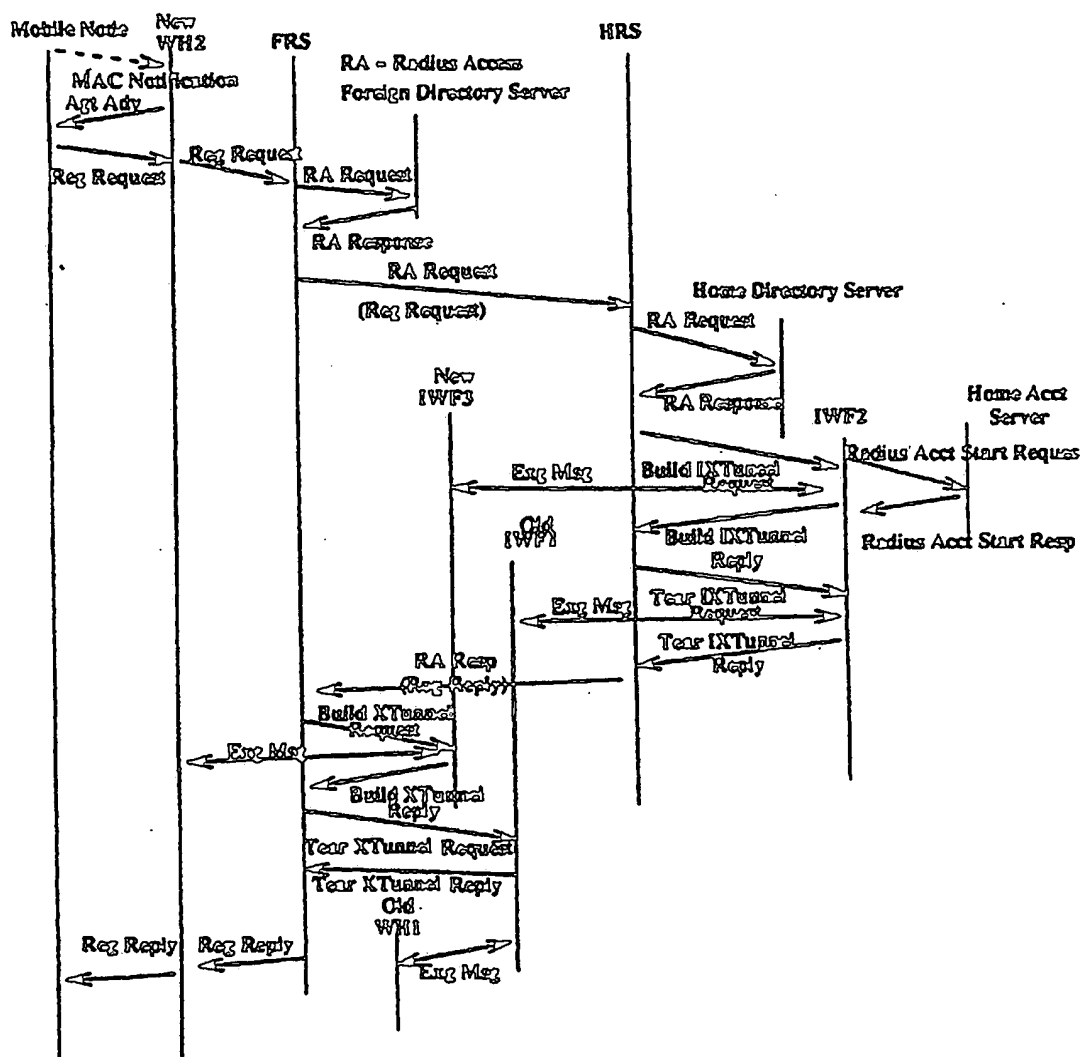 Mobile Node
New
WH2
FRS
HRS
RA - Radius Access
Foreign Directory Server
MAC Notification
Agt Adv
Reg Request
Reg Request
RA Request
RA Response
RA Request
(Reg Request)
Home Directory Server
RA Request
RA Response
New
IWF3
IWF2
Home Acct
Server
Radius Acct Start Reques
Exg Msg
Build IXTunnel
Request
Old
IWF1
Build IXTunnel
Reply
Radius Acct Start Resp
Exg Msg
Tear IXTunnel
Request
Tear IXTunnel
Reply
RA Resp
(Reg Reply)
Build XTunnel
Request
Exg Msg
Build XTunnel
Reply
Tear XTunnel Request
Tear XTunnel Reply
Old
WH1
Reg Reply
Reg Reply
Exg Msg